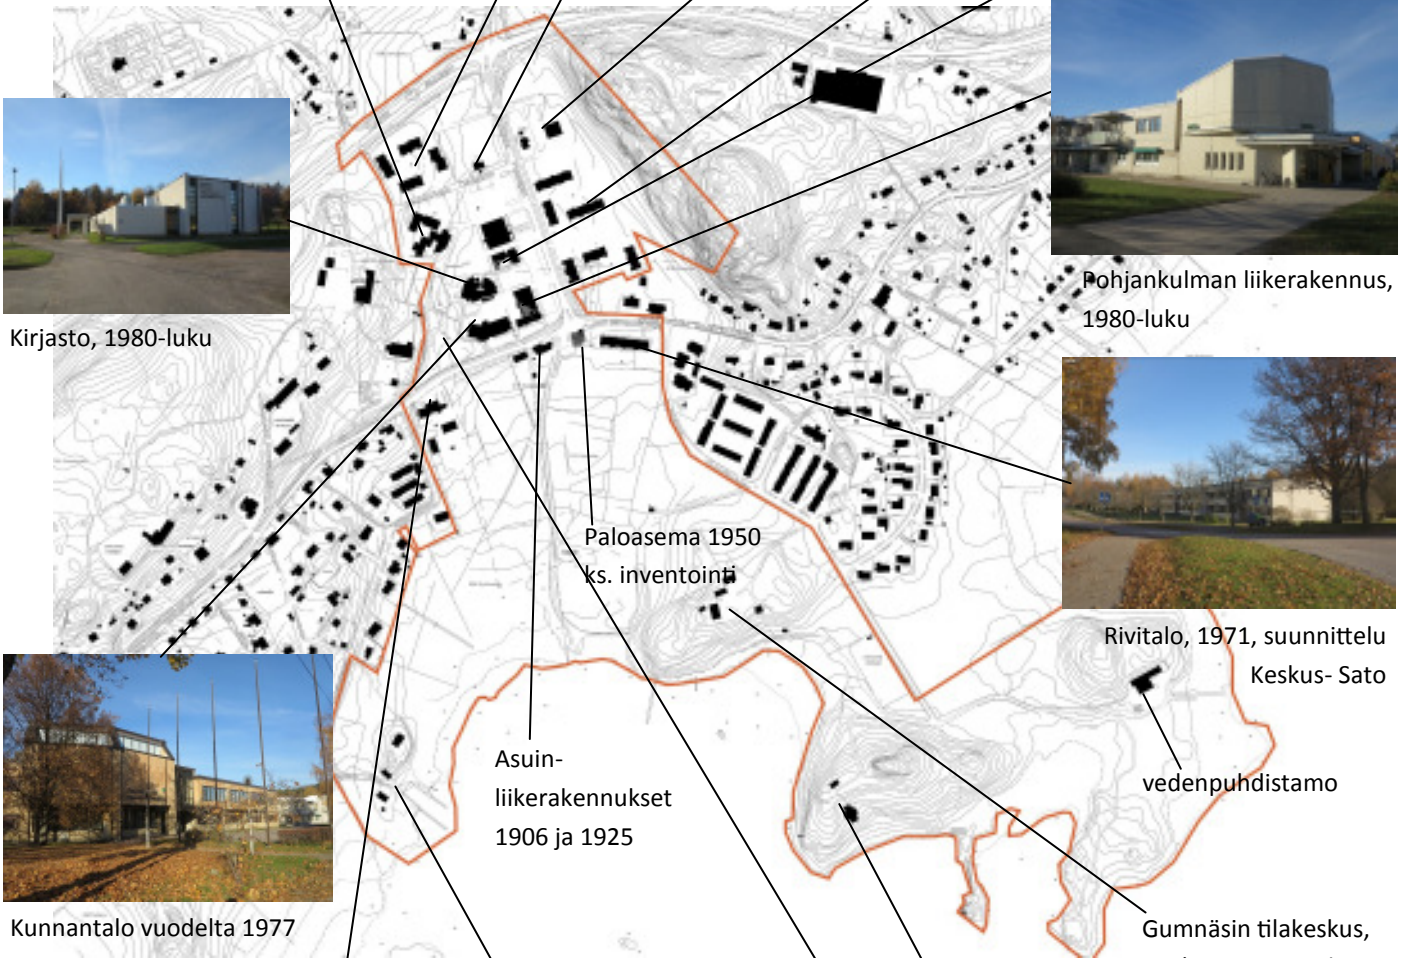 Kirjasto, 1980-luku
Pohjankulman liikerakennus,
1980-luku
Paloasema 1950
ks. inventointi
Rivitalo, 1971, suunnittelu
Keskus- Sato
Asuin-
liikerakennukset
1906 ja 1925
vedenpuhdistamo
Kunnantalo vuodelta 1977
Gumnäsin tilakeskus,